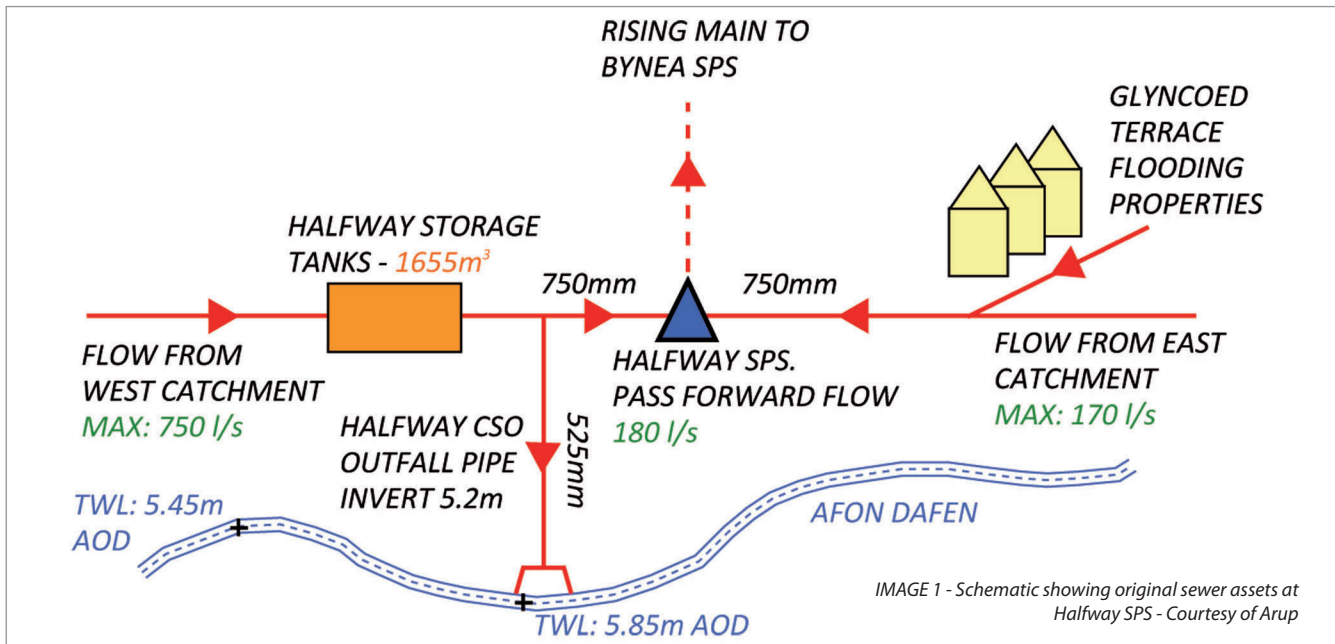 RISING MAIN TO
BYNEA SPS
GLYNCOED
TERRACE
FLOODING
PROPERTIES
HALFWAY STORAGE
TANKS - 1655m³
750mm
750mm
FLOW FROM
WEST CATCHMENT
MAX: 750 l/s
HALFWAY SPS.
PASS FORWARD FLOW
180 l/s
FLOW FROM EAST
CATCHMENT
MAX: 170 l/s
HALFWAY CSO
OUTFALL PIPE
INVERT 5.2m
525mm
TWL: 5.45m
AOD
AFON DAFEN
TWL: 5.85m AOD
IMAGE 1 - Schematic showing original sewer assets at
Halfway SPS - Courtesy of Arup